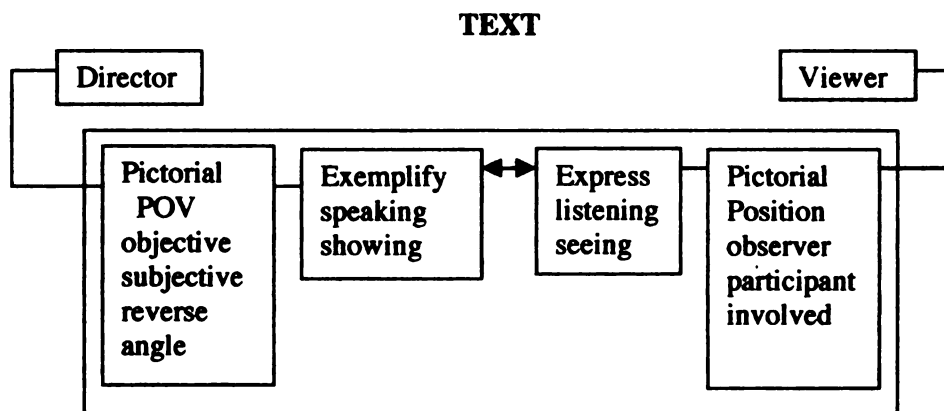 TEXT
Director
Viewer
Pictorial
POV
objective
subjective
reverse
angle
Exemplify
speaking
showing
Express
listening
seeing
Pictorial
Position
observer
participant
involved